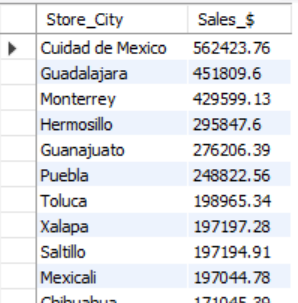 Store_City Sales_$
Cuidad de Mexico 562423.76
Guadalajara 451809.6
Monterrey 429599.13
Hermosillo 295847.6
Guanajuato 276206.39
Puebla 248822.56
Toluca 198965.34
Xalapa 197197.28
Saltillo 197194.91
Mexicali 197044.78
Chihuahua 171045.39